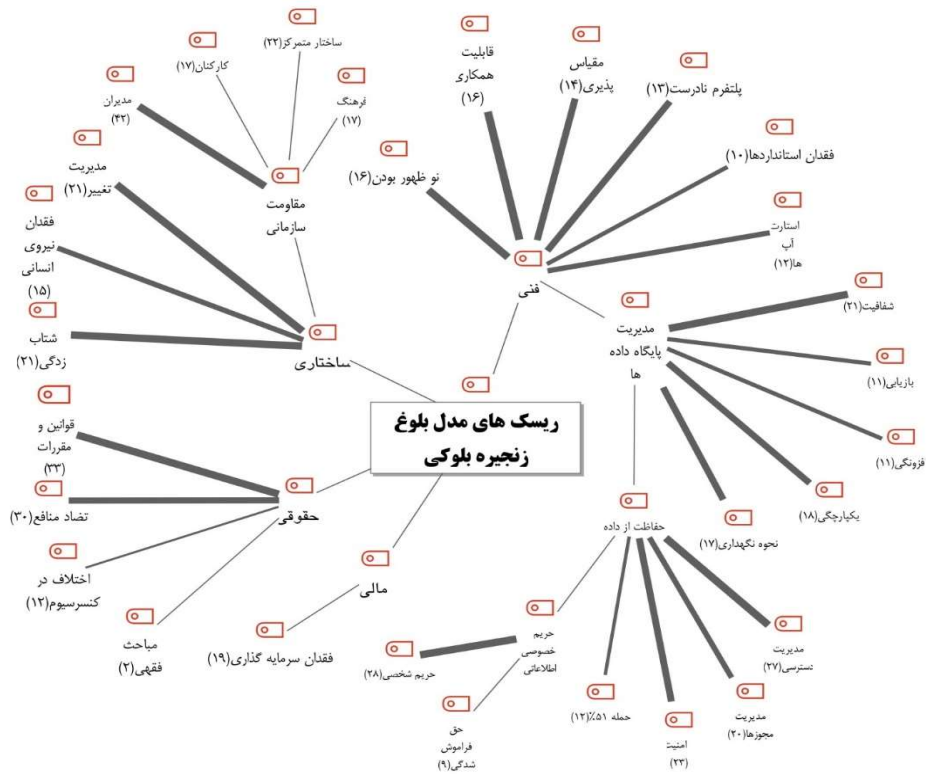 ساختار متمرکز(۲۲)
کارکنان(۱۷)
فرهنگ
(۱۷)
مدیران
(۴۲)
مقاومت
سازمانی
مدیریت
تغییر(۲۱)
فقدان
نیروی
انسانی
(۱۵)
شتاب
زدگی(۲۱)
ساختاری
قابلیت
همکاری
(۱۶)
مقیاس
پذیری(۱۴)
پلتفرم نادرست(۱۳)
نو ظهور بودن(۱۶)
فقدان استانداردها(۱۰)
استارت
آپ
ها(۱۲)
فنی
مدیریت
پایگاه داده
ها
شفافیت(۲۱)
بازیابی(۱۱)
فزونگی(۱۱)
یکپارچگی(۱۸)
نحوه نگهداری(۱۷)
ریسک های مدل بلوغ
زنجیره بلوکی
قوانین و
مقررات
(۳۳)
تضاد منافع(۳۰)
حقوقی
اختلاف در
کنسرسیوم(۱۲)
مباحث
فقهی(۲)
مالی
فقدان سرمایه گذاری(۱۹)
حفاظت از داده
حریم
خصوصی
اطلاعاتی
حریم شخصی(۲۸)
حق
فراموش
شدگی(۹)
حمله ۵۱٪(۱۲)
امنیت
(۲۳)
مدیریت
مجوزها(۲۰)
مدیریت
دسترسی(۲۷)